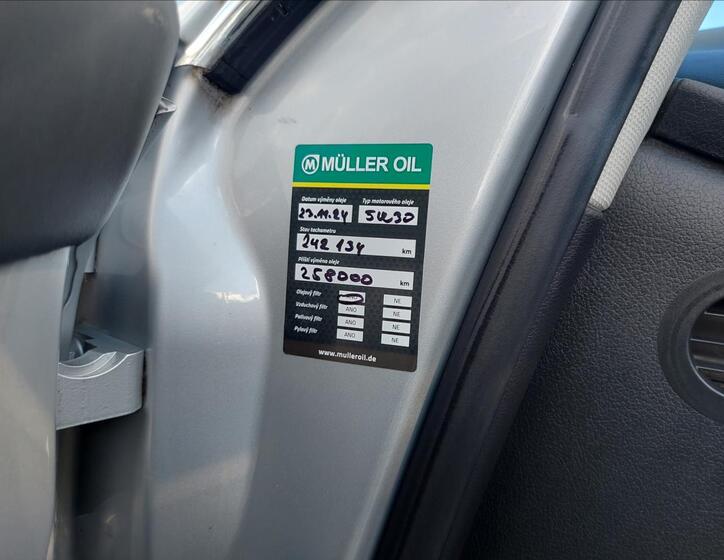 MÜLLER OIL
Datum výměny oleje Typ motorového oleje
23.11.24 5W30
Stav tachometru
242 134 km
Příští výměna oleje
258000 km
Olejový filtr NE
Vzduchový filtr ANO NE
Palivový filtr ANO NE
Pylový filtr ANO NE
www.mulleroil.de